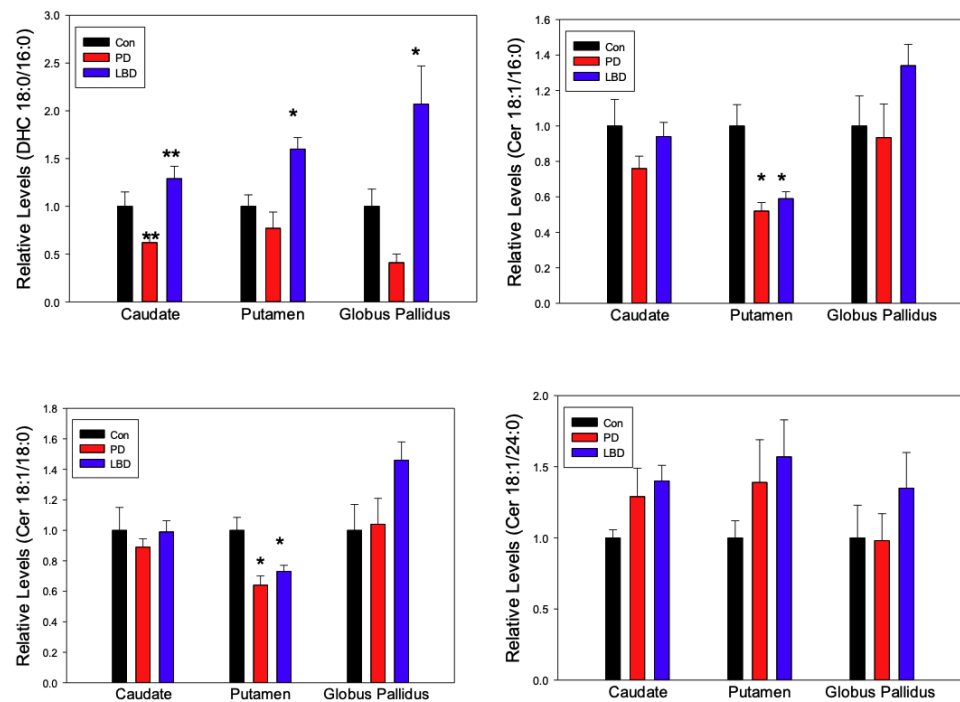 Relative Levels (DHC 18:0/16:0)
3.0
2.5
2.0
1.5
1.0
0.5
0.0
Con
PD
LBD
**
**
*
*
Caudate
Putamen
Globus Pallidus
Relative Levels (Cer 18:1/16:0)
1.6
1.4
1.2
1.0
0.8
0.6
0.4
0.2
0.0
Con
PD
LBD
*
*
Caudate
Putamen
Globus Pallidus
Relative Levels (Cer 18:1/18:0)
1.8
1.6
1.4
1.2
1.0
0.8
0.6
0.4
0.2
0.0
Con
PD
LBD
*
*
Caudate
Putamen
Globus Pallidus
Relative Levels (Cer 18:1/24:0)
2.0
1.5
1.0
0.5
0.0
Con
PD
LBD
Caudate
Putamen
Globus Pallidus